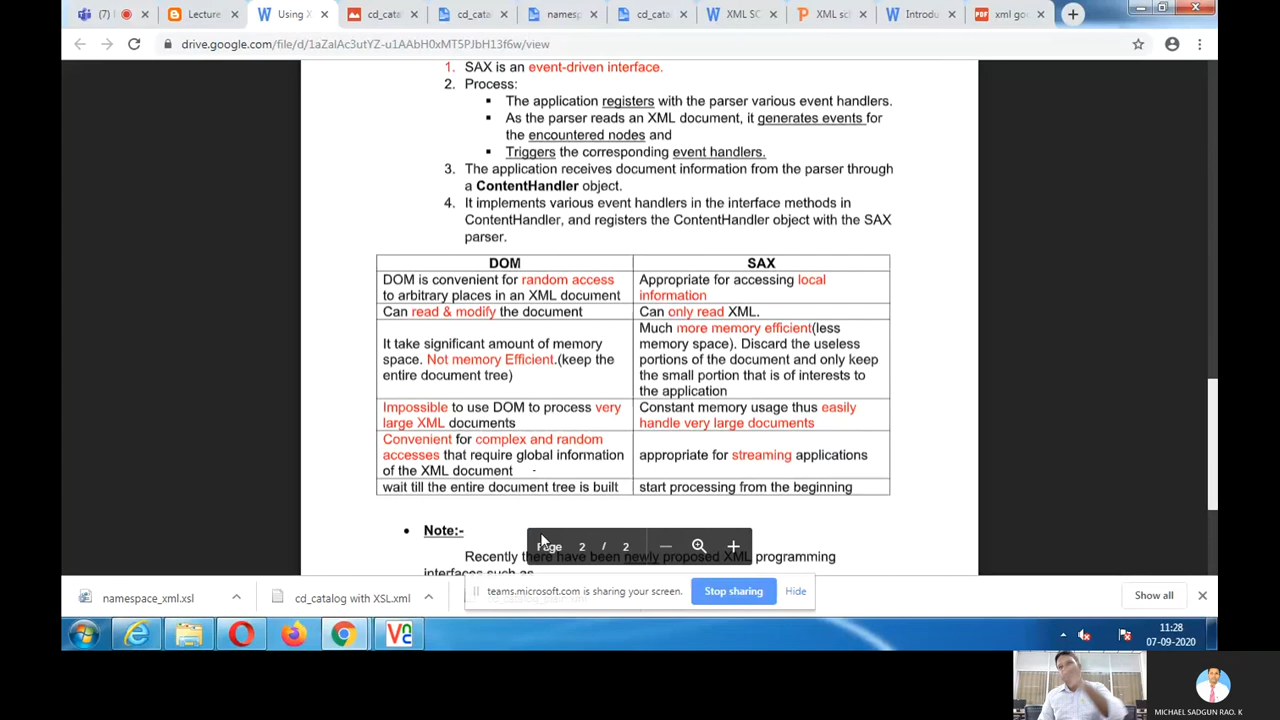 (7)
Lecture
Using X
cd_catal
cd_catal
namesp
cd_catal
XML SC
XML scl
Introdu
xml go
drive.google.com/file/d/1aZalAc3utYZ-u1AAbH0xMT5PJbH13f6w/view
1. SAX is an event-driven interface.
2. Process:
▪ The application registers with the parser various event handlers.
▪ As the parser reads an XML document, it generates events for
the encountered nodes and
▪ Triggers the corresponding event handlers.
3. The application receives document information from the parser through
a ContentHandler object.
4. It implements various event handlers in the interface methods in
ContentHandler, and registers the ContentHandler object with the SAX
parser.
DOM
SAX
DOM is convenient for random access
to arbitrary places in an XML document
Appropriate for accessing local
information
Can read & modify the document
Can only read XML.
It take significant amount of memory
space. Not memory Efficient.(keep the
entire document tree)
Much more memory efficient(less
memory space). Discard the useless
portions of the document and only keep
the small portion that is of interests to
the application
Impossible to use DOM to process very
large XML documents
Constant memory usage thus easily
handle very large documents
Convenient for complex and random
accesses that require global information
of the XML document
appropriate for streaming applications
wait till the entire document tree is built
start processing from the beginning
• Note:-
Page 2 / 2
Recently there have been newly proposed XML programming
interfaces such as
namespace_xml.xsl
cd_catalog with XSL.xml
teams.microsoft.com is sharing your screen.
Stop sharing
Hide
Show all
11:28
07-09-2020
MICHAEL SADGUN RAO. K